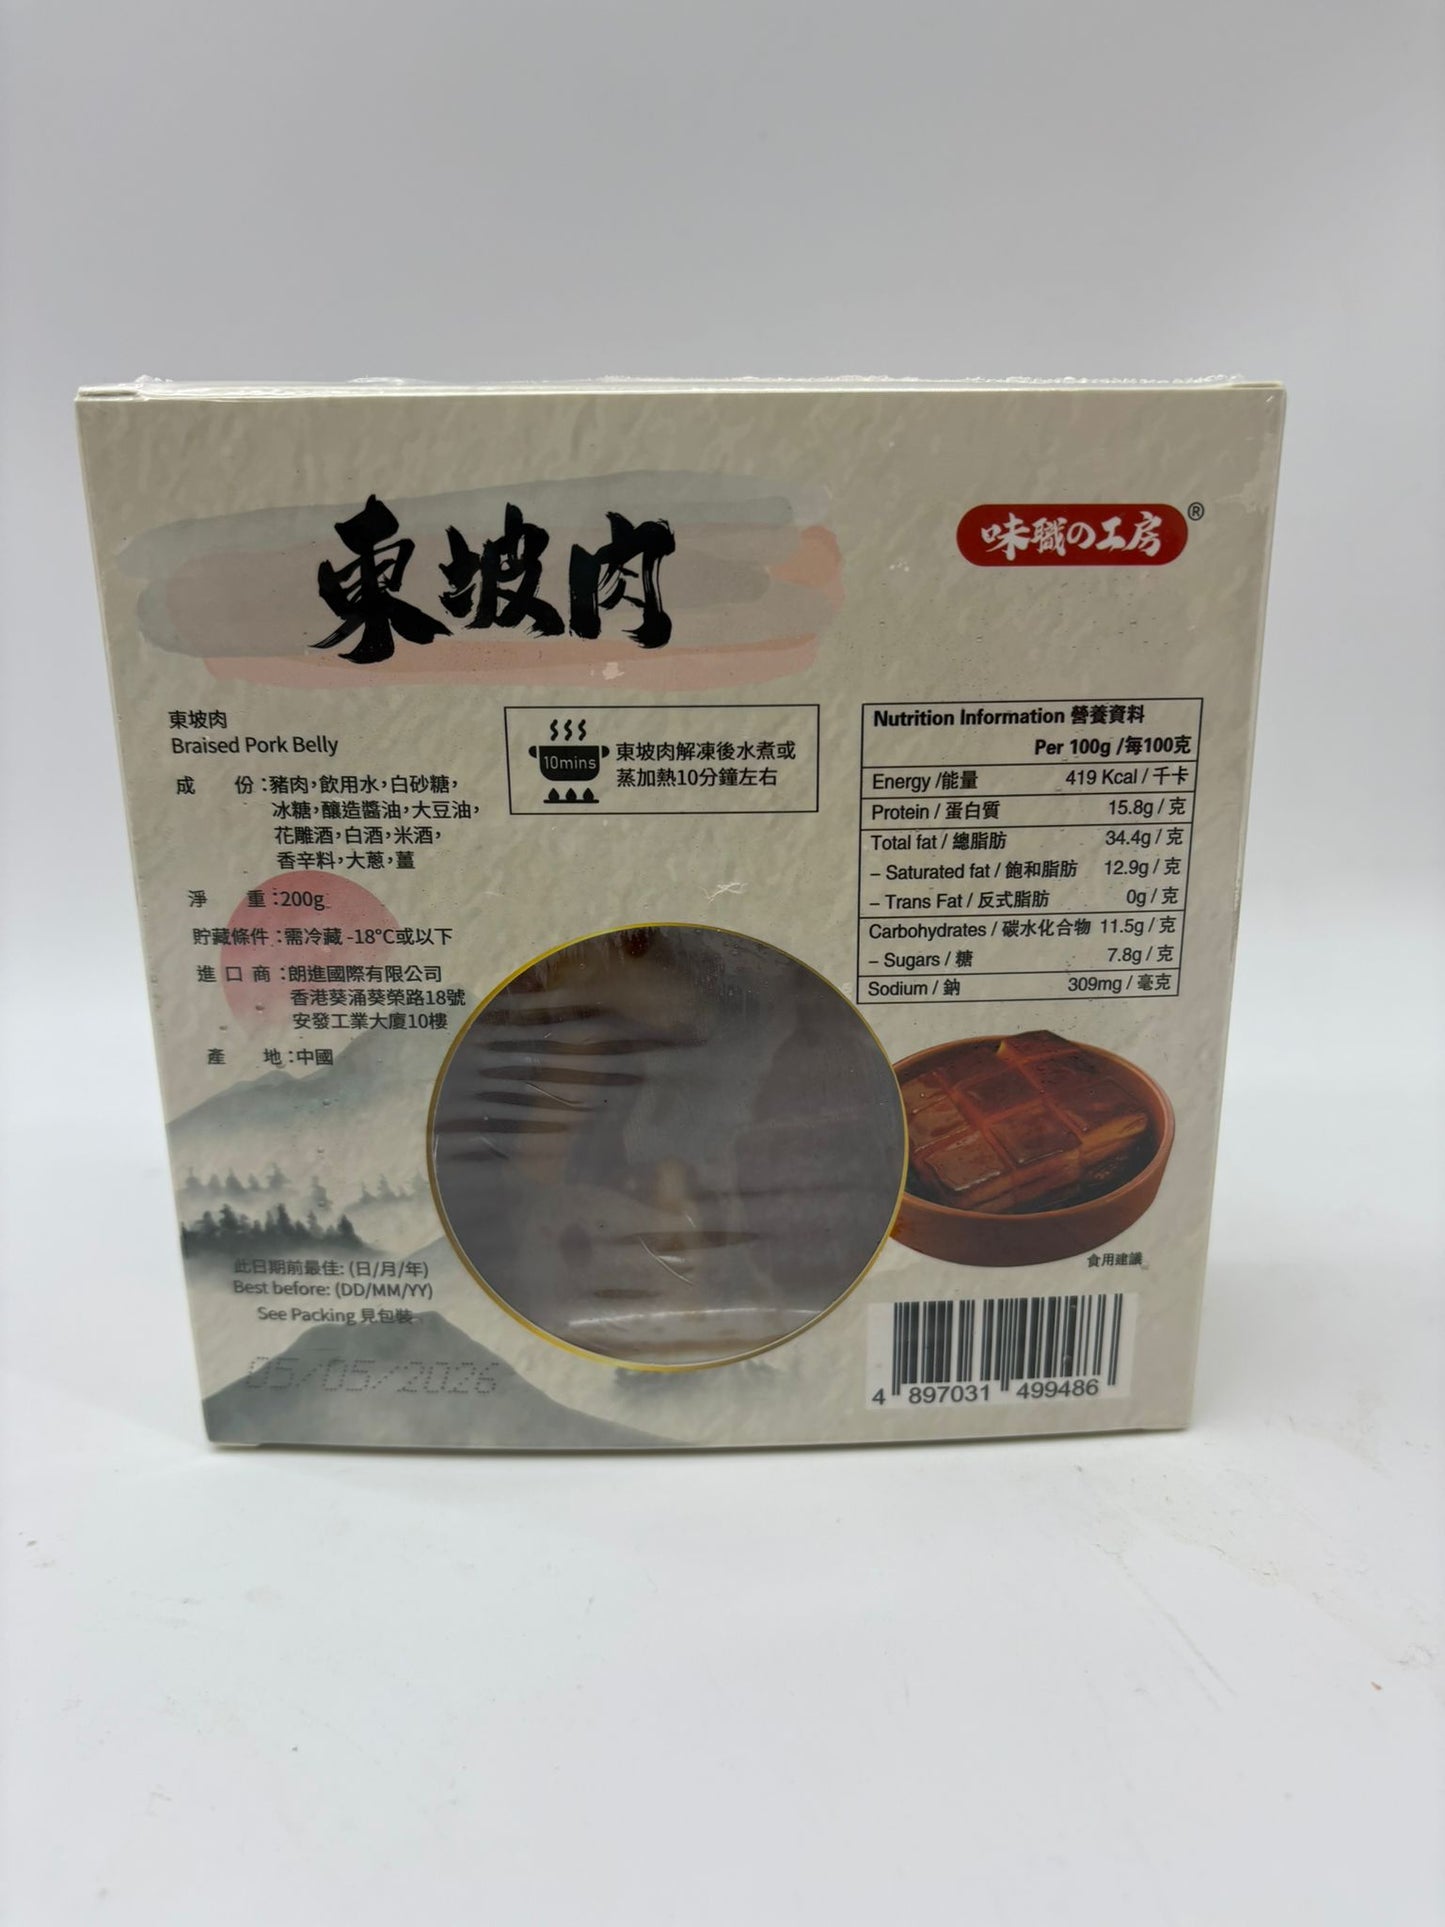 東坡肉
味職の工房®
東坡肉
Braised Pork Belly
成 份：豬肉，飲用水，白砂糖，
冰糖，釀造醬油，大豆油，
花雕酒，白酒，米酒，
香辛料，大蔥，薑
淨 重：200g
貯藏條件：需冷藏 -18°C或以下
進口商：朗進國際有限公司
香港葵涌葵榮路18號
安發工業大廈10樓
產 地：中國
10mins
東坡肉解凍後水煮或
蒸加熱10分鐘左右
Nutrition Information 營養資料
Per 100g /每100克
Energy /能量 419 Kcal / 千卡
Protein / 蛋白質 15.8g / 克
Total fat / 總脂肪 34.4g / 克
– Saturated fat / 飽和脂肪 12.9g / 克
– Trans Fat / 反式脂肪 0g / 克
Carbohydrates / 碳水化合物 11.5g / 克
– Sugars / 糖 7.8g / 克
Sodium / 鈉 309mg / 毫克
食用建議
此日期前最佳: (日/月/年)
Best before: (DD/MM/YY)
See Packing 見包裝
05/05/2026
4 897031 499486